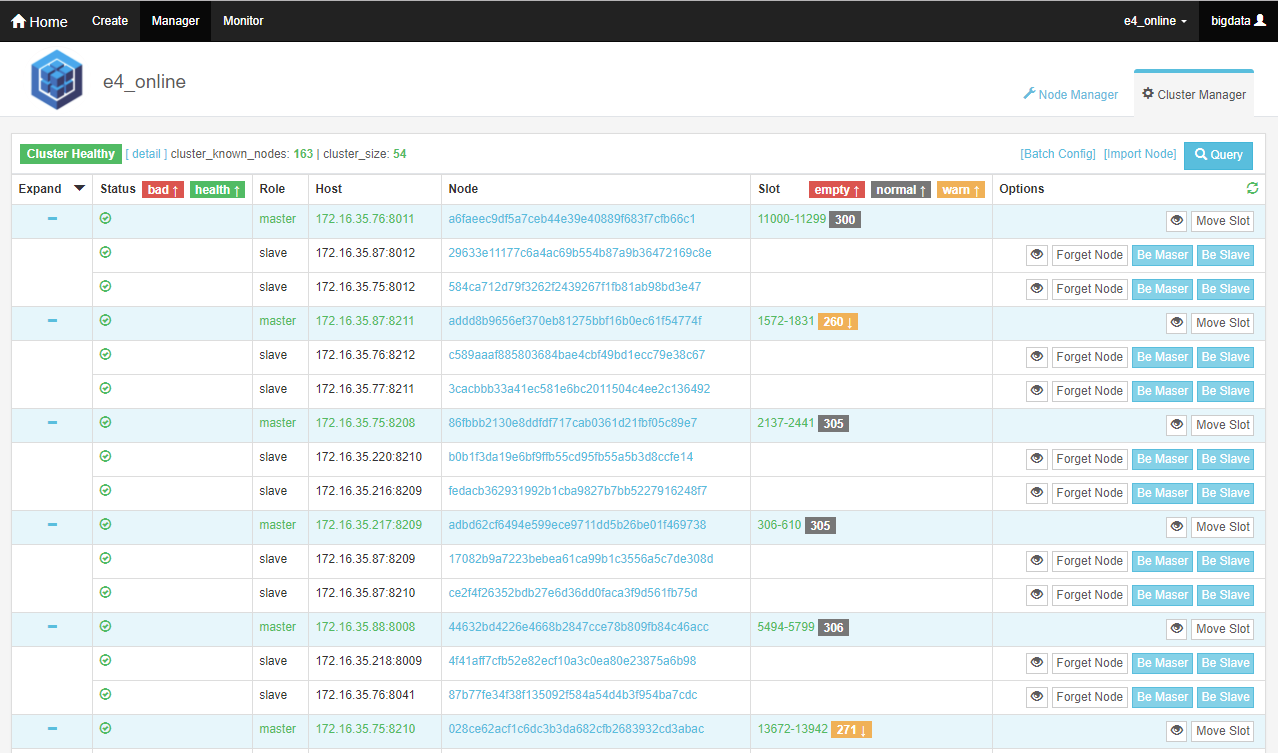 Home Create Manager Monitor e4_online bigdata
e4_online
Node Manager Cluster Manager
Cluster Healthy [ detail ] cluster_known_nodes: 163 | cluster_size: 54 [Batch Config] [Import Node] Query
Expand Status bad ↑ health ↑ Role Host Node Slot empty ↑ normal ↑ warn ↑ Options
master 172.16.35.76:8011 a6faeec9df5a7ceb44e39e40889f683f7cfb66c1 11000-11299 300 Move Slot
slave 172.16.35.87:8012 29633e11177c6a4ac69b554b87a9b36472169c8e Forget Node Be Maser Be Slave
slave 172.16.35.75:8012 584ca712d79f3262f2439267f1fb81ab98bd3e47 Forget Node Be Maser Be Slave
master 172.16.35.87:8211 addd8b9656ef370eb81275bbf16b0ec61f54774f 1572-1831 260 ↓ Move Slot
slave 172.16.35.76:8212 c589aaaf885803684bae4cbf49bd1ecc79e38c67 Forget Node Be Maser Be Slave
slave 172.16.35.77:8211 3cacbbb33a41ec581e6bc2011504c4ee2c136492 Forget Node Be Maser Be Slave
master 172.16.35.75:8208 86fbbb2130e8ddfdf717cab0361d21fbf05c89e7 2137-2441 305 Move Slot
slave 172.16.35.220:8210 b0b1f3da19e6bf9ffb55cd95fb55a5b3d8ccfe14 Forget Node Be Maser Be Slave
slave 172.16.35.216:8209 fedacb362931992b1cba9827b7bb5227916248f7 Forget Node Be Maser Be Slave
master 172.16.35.217:8209 adbd62cf6494e599ece9711dd5b26be01f469738 306-610 305 Move Slot
slave 172.16.35.87:8209 17082b9a7223bebea61ca99b1c3556a5c7de308d Forget Node Be Maser Be Slave
slave 172.16.35.87:8210 ce2f4f26352bdb27e6d36dd0faca3f9d561fb75d Forget Node Be Maser Be Slave
master 172.16.35.88:8008 44632bd4226e4668b2847cce78b809fb84c46acc 5494-5799 306 Move Slot
slave 172.16.35.218:8009 4f41aff7cfb52e82ecf10a3c0ea80e23875a6b98 Forget Node Be Maser Be Slave
slave 172.16.35.76:8041 87b77fe34f38f135092f584a54d4b3f954ba7cdc Forget Node Be Maser Be Slave
master 172.16.35.75:8210 028ce62acf1c6dc3b3da682cfb2683932cd3abac 13672-13942 271 ↓ Move Slot